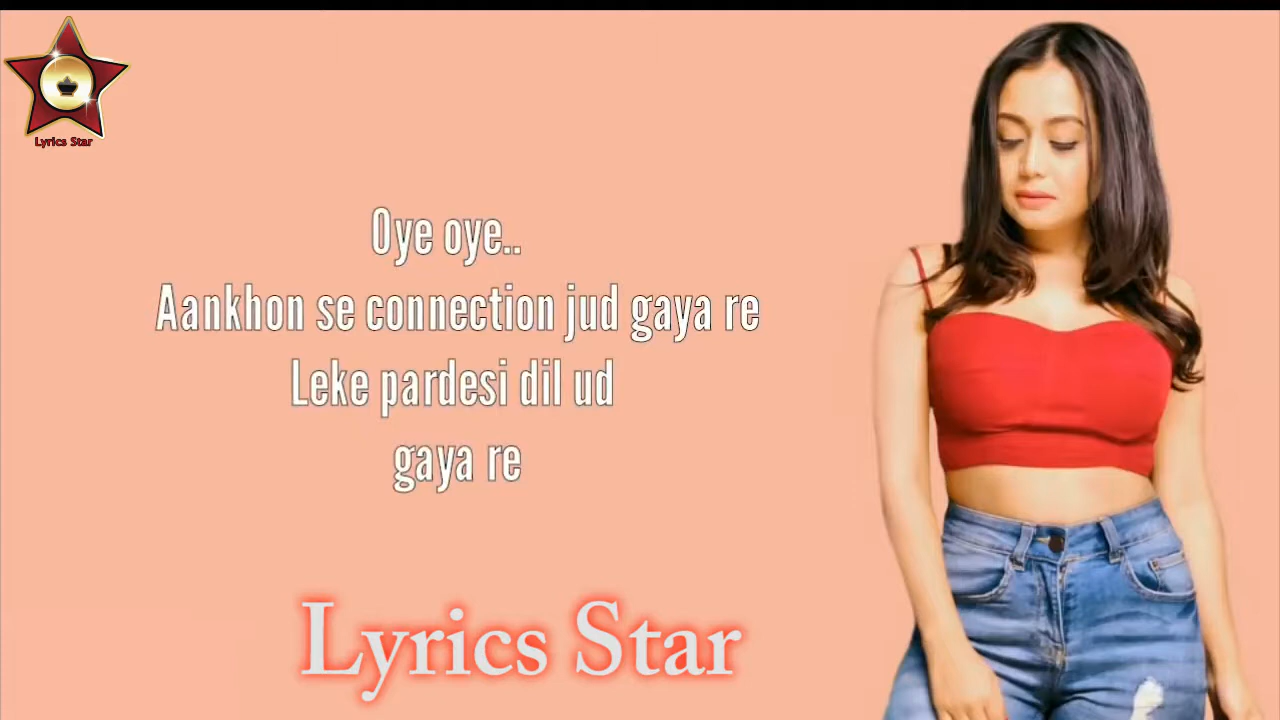 Lyrics Star
Oye oye..
Aankhon se connection jud gaya re
Leke pardesi dil ud
gaya re
Lyrics Star